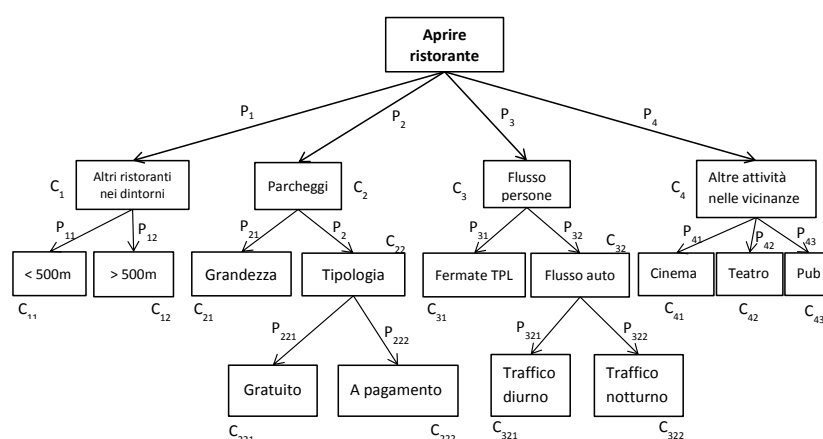 Aprire
ristorante
P1
P2
P3
P4
C1
Altri ristoranti
nei dintorni
Parcheggi
C2
C3
Flusso
persone
C4
Altre attività
nelle vicinanze
P11
P12
P21
P2
C22
P31
P32
C32
P41
P42
P43
< 500m
> 500m
Grandezza
Tipologia
Fermate TPL
Flusso auto
Cinema
Teatro
Pub
C11
C12
C21
C31
C41
C42
C43
P221
P222
P321
P322
Gratuito
A pagamento
Traffico
diurno
Traffico
notturno
C221
C222
C321
C322